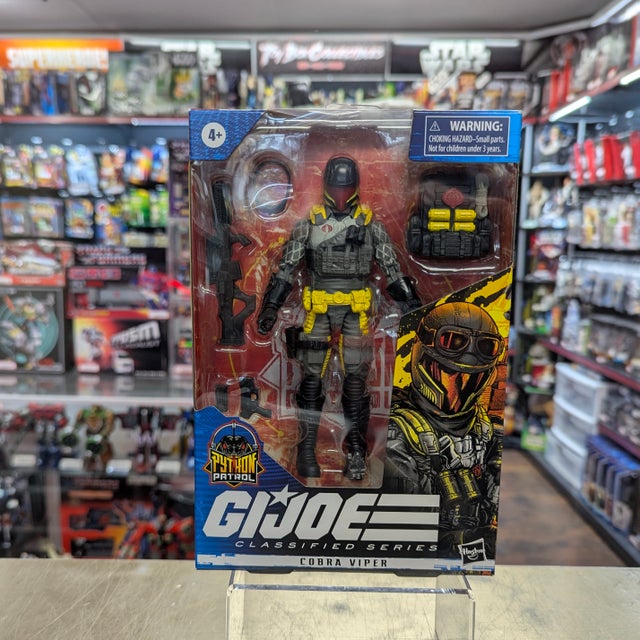 SUPERHEROES
STAR
WARS
4+
WARNING:
CHOKING HAZARD–Small parts.
Not for children under 3 years.
PYTHON
PATROL
GIJOE
CLASSIFIED SERIES
COBRA VIPER
Hasbro